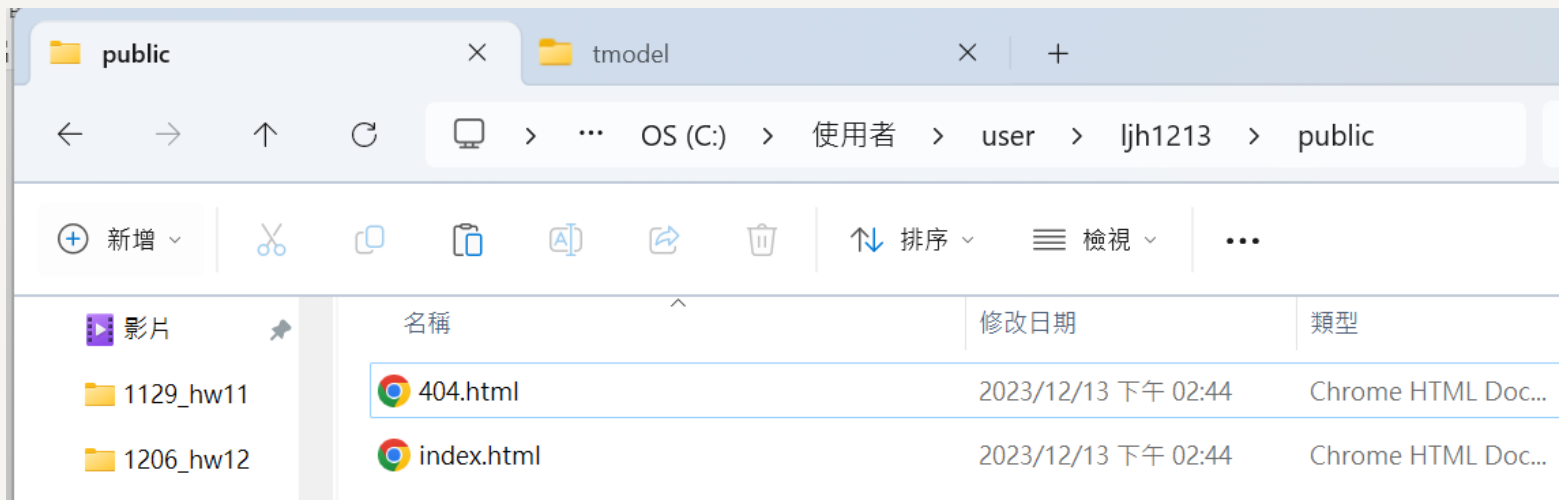 public
tmodel
OS (C:) > 使用者 > user > ljh1213 > public
新增 排序 檢視
名稱 修改日期 類型
影片
404.html 2023/12/13 下午 02:44 Chrome HTML Doc...
1129_hw11
index.html 2023/12/13 下午 02:44 Chrome HTML Doc...
1206_hw12